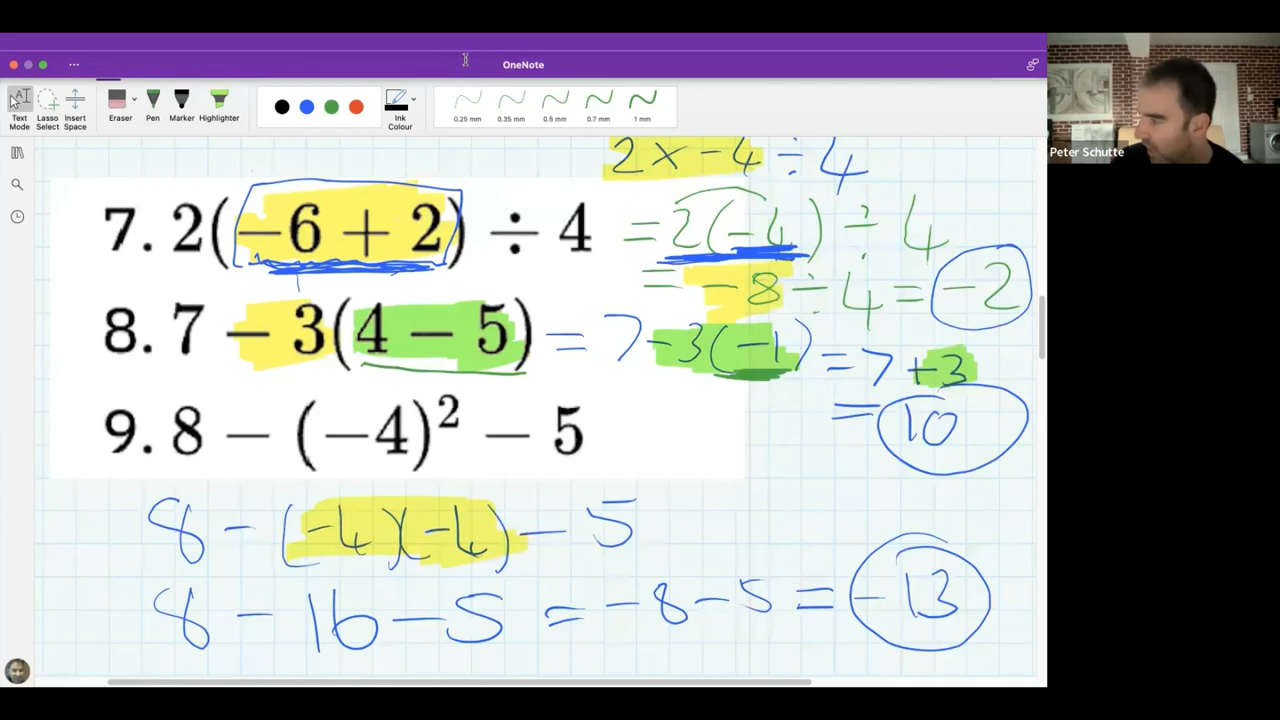 OneNote
Text Mode
Lasso Select
Insert Space
Eraser
Pen
Marker
Highlighter
Ink Colour
0.25 mm
0.35 mm
0.5 mm
0.7 mm
1 mm
Peter Schutte
2 x -4 ÷ 4
7. 2(-6 + 2) ÷ 4 = 2(-4) ÷ 4
= -8 ÷ 4 = -2
8. 7 - 3(4 - 5) = 7 - 3(-1) = 7 + 3
= 10
9. 8 - (-4)² - 5
8 - (-4)(-4) - 5
8 - 16 - 5 = -8 - 5 = -13